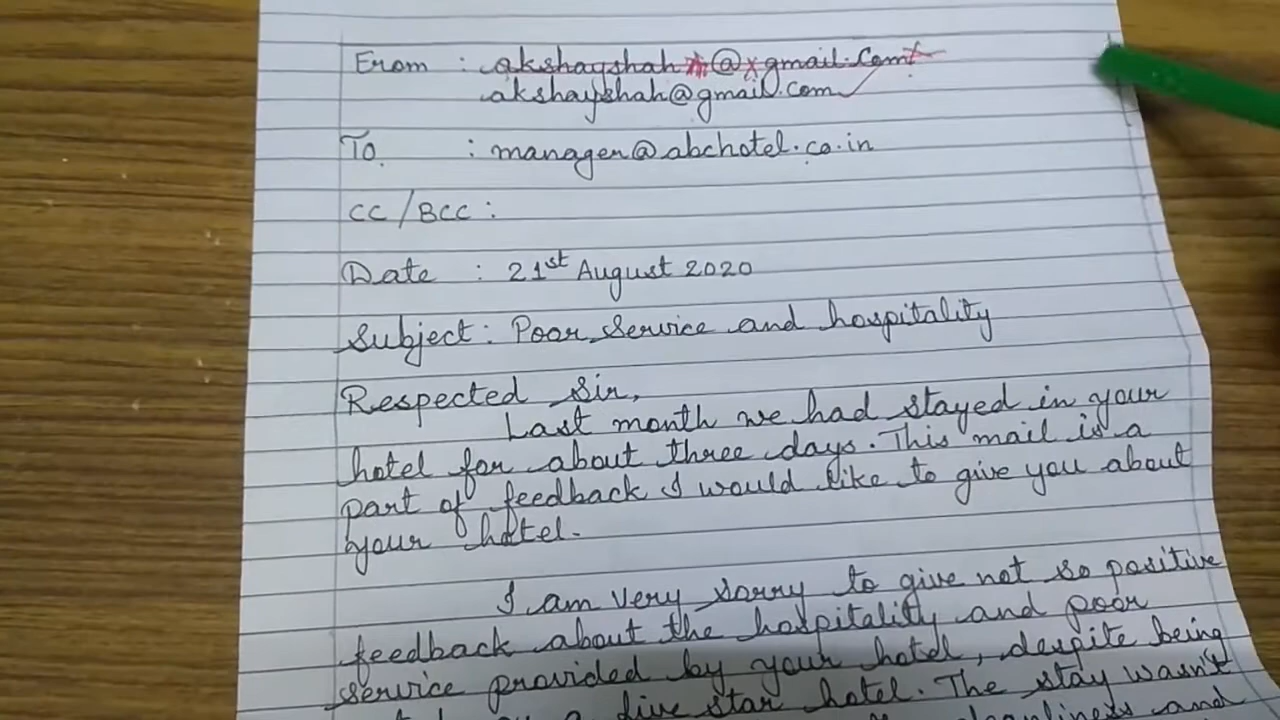 From : akshayshah @ gmail.com
akshayshah@gmail.com
To : manager@abchotel.co.in
CC/BCC :
Date : 21st August 2020
Subject : Poor service and hospitality
Respected Sir,
Last month we had stayed in your
hotel for about three days. This mail is a
part of feedback I would like to give you about
your hotel.
I am very sorry to give not so positive
feedback about the hospitality and poor
service provided by your hotel, despite being
a five star hotel. The stay wasn't
cleanliness and